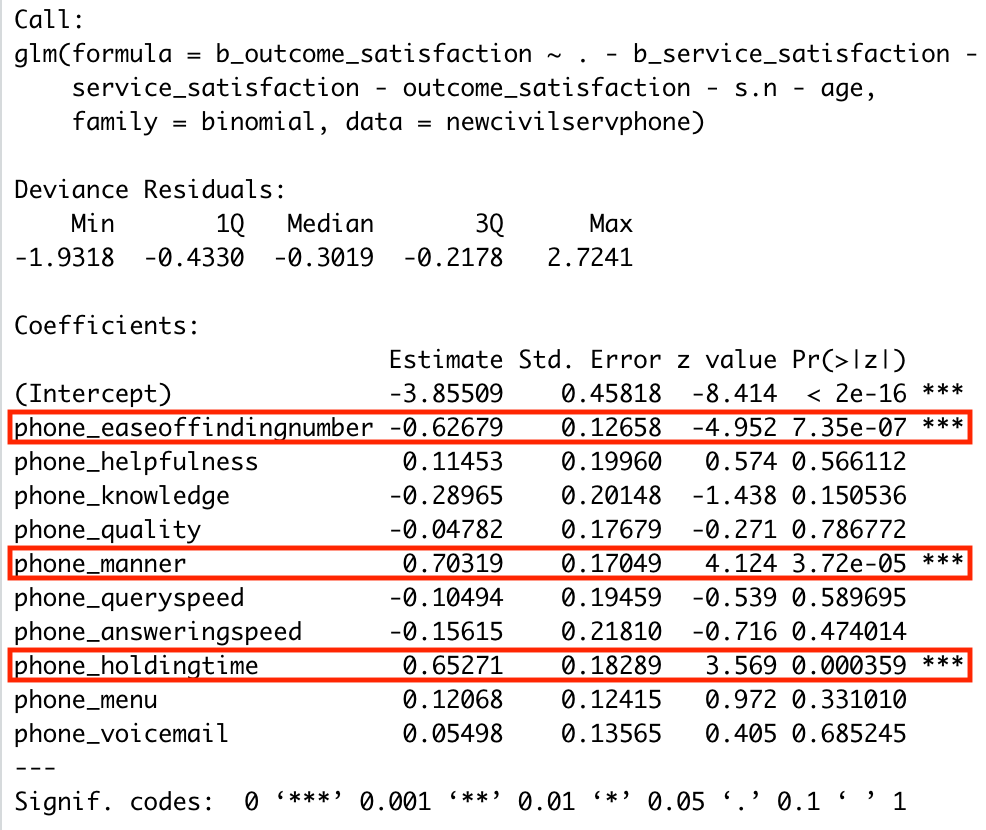 Call:
glm(formula = b_outcome_satisfaction ~ . - b_service_satisfaction -
    service_satisfaction - outcome_satisfaction - s.n - age,
    family = binomial, data = newcivilservphone)

Deviance Residuals:
    Min       1Q   Median       3Q      Max
-1.9318  -0.4330  -0.3019  -0.2178   2.7241

Coefficients:
                         Estimate Std. Error z value Pr(>|z|)
(Intercept)              -3.85509    0.45818  -8.414  < 2e-16 ***
phone_easeoffindingnumber -0.62679    0.12658  -4.952 7.35e-07 ***
phone_helpfulness         0.11453    0.19960   0.574 0.566112
phone_knowledge          -0.28965    0.20148  -1.438 0.150536
phone_quality            -0.04782    0.17679  -0.271 0.786772
phone_manner              0.70319    0.17049   4.124 3.72e-05 ***
phone_queryspeed         -0.10494    0.19459  -0.539 0.589695
phone_answeringspeed     -0.15615    0.21810  -0.716 0.474014
phone_holdingtime         0.65271    0.18289   3.569 0.000359 ***
phone_menu                0.12068    0.12415   0.972 0.331010
phone_voicemail           0.05498    0.13565   0.405 0.685245
---
Signif. codes:  0 ‘***’ 0.001 ‘**’ 0.01 ‘*’ 0.05 ‘.’ 0.1 ‘ ’ 1